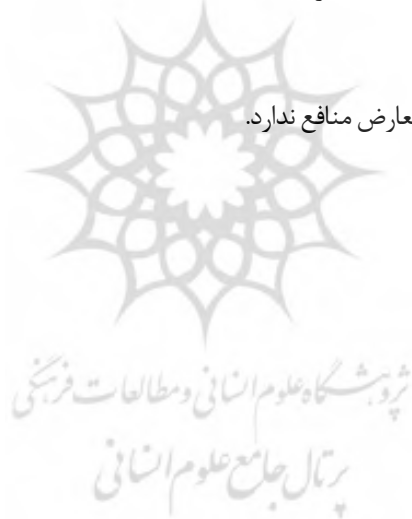 عارض منافع ندارد.
پژوهشگاه علوم انسانی و مطالعات فرهنگی
پرتال جامع علوم انسانی